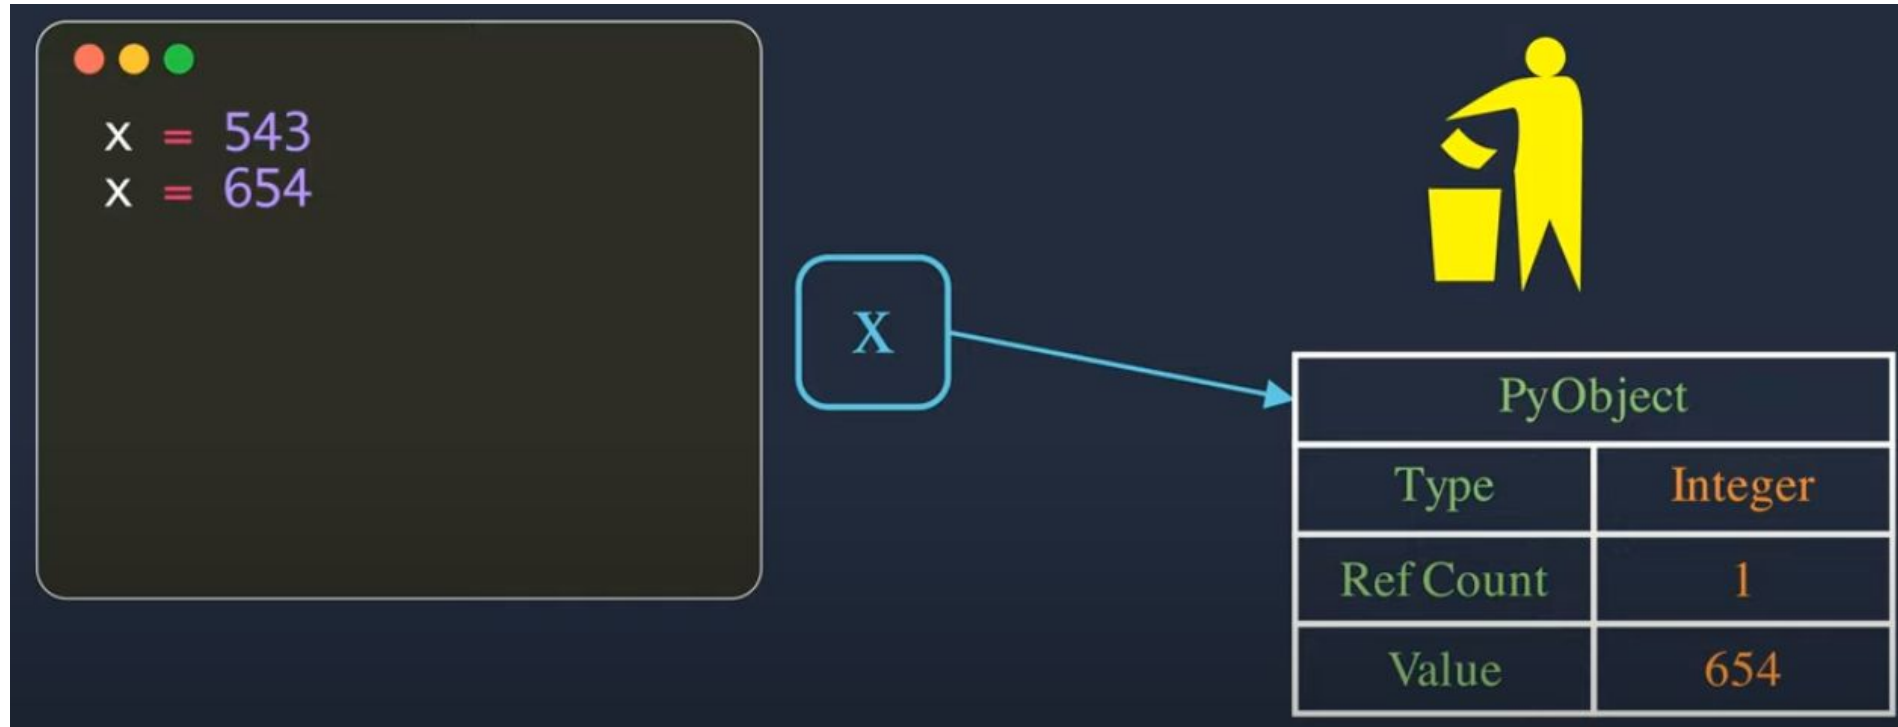 x = 543
x = 654
X
PyObject
Type Integer
Ref Count 1
Value 654